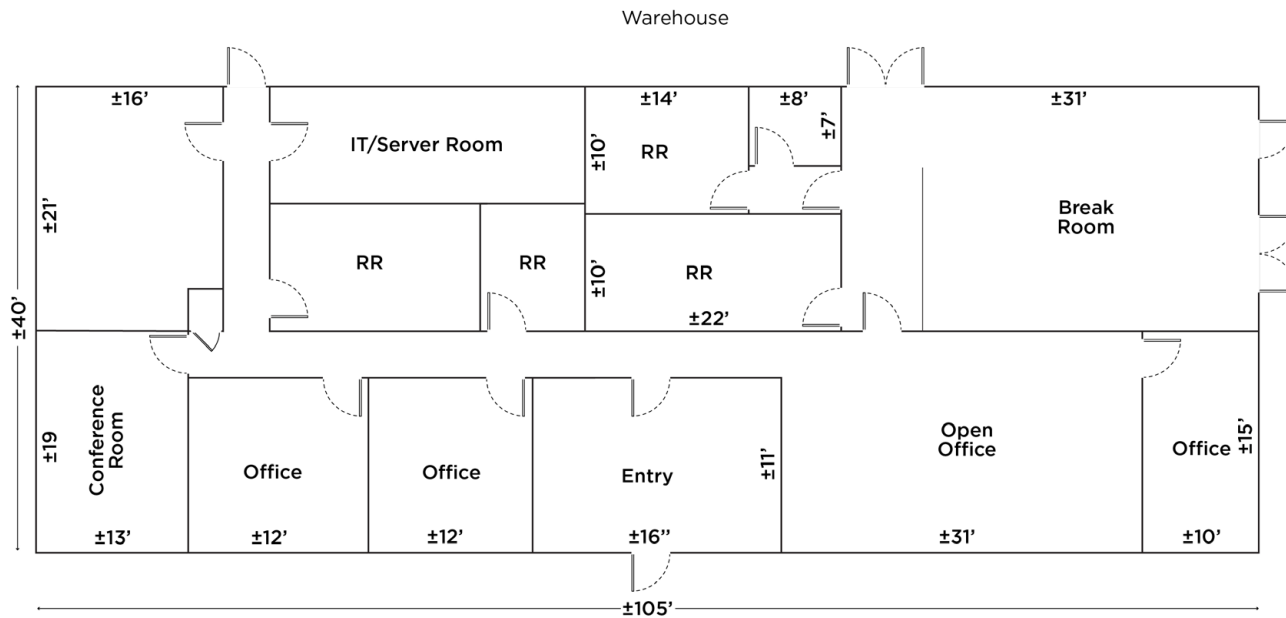 Warehouse
±16’
±14’
±8’
±31’
±7’
IT/Server Room
±10’
RR
±21’
Break
Room
RR
RR
±10’
RR
±22’
±40’
Conference
Room
±19
Office
Office
Entry
±11’
Open
Office
Office
±15’
±13’
±12’
±12’
±16’’
±31’
±10’
±105’